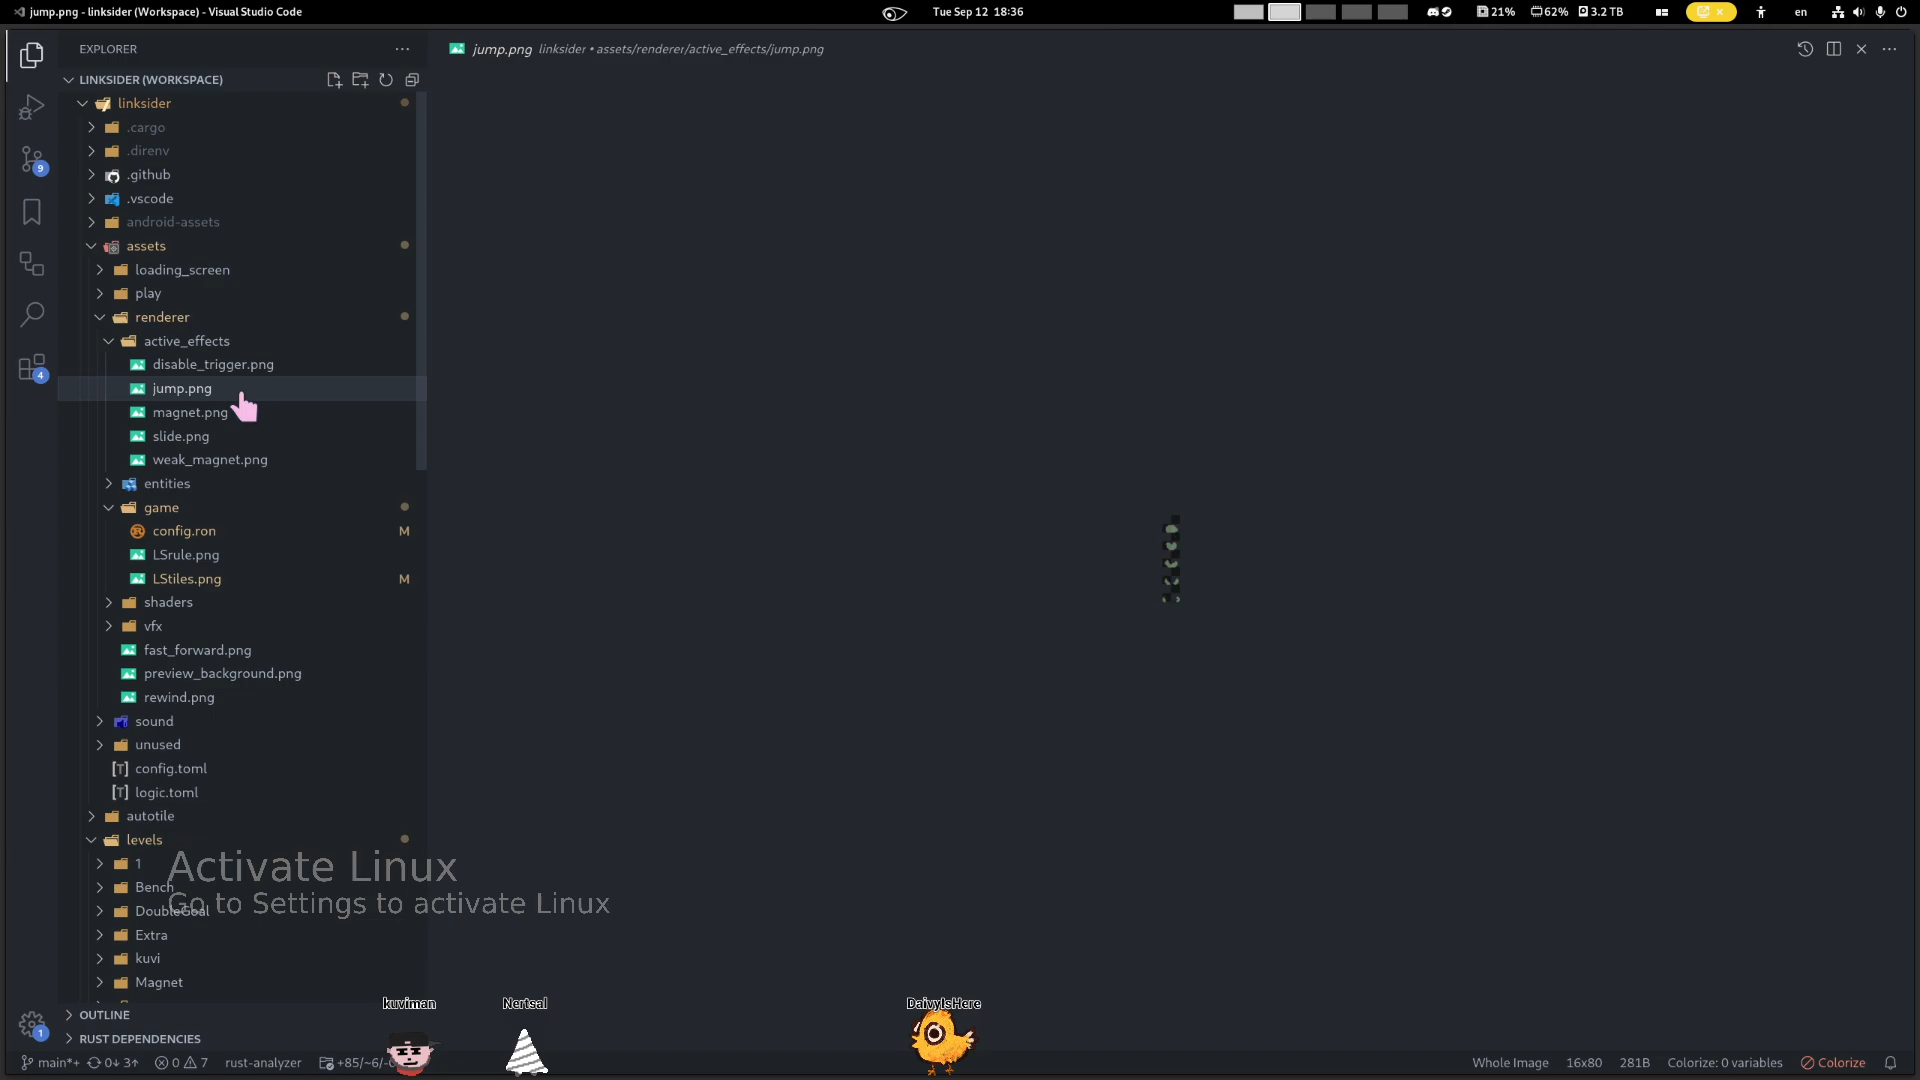 jump.png - linksider (Workspace) - Visual Studio Code
Tue Sep 12 18:36
21%
62%
3.2 TB
en
EXPLORER
jump.png linksider • assets/renderer/active_effects/jump.png
LINKSIDER (WORKSPACE)
linksider
.cargo
.direnv
.github
9
.vscode
android-assets
assets
loading_screen
play
renderer
active_effects
disable_trigger.png
4
jump.png
magnet.png
slide.png
weak_magnet.png
entities
game
config.ron M
LSrule.png
LStiles.png M
shaders
vfx
fast_forward.png
preview_background.png
rewind.png
sound
unused
[T] config.toml
[T] logic.toml
autotile
levels
1
Activate Linux
Bench
Go to Settings to activate Linux
DoubleGoal
Extra
kuvi
Magnet
kuviman
Nertsal
DaivyIsHere
OUTLINE
1
RUST DEPENDENCIES
main*+ 0↓ 3↑ 0 7 rust-analyzer +85/~6/-
Whole Image 16x80 281B Colorize: 0 variables Colorize